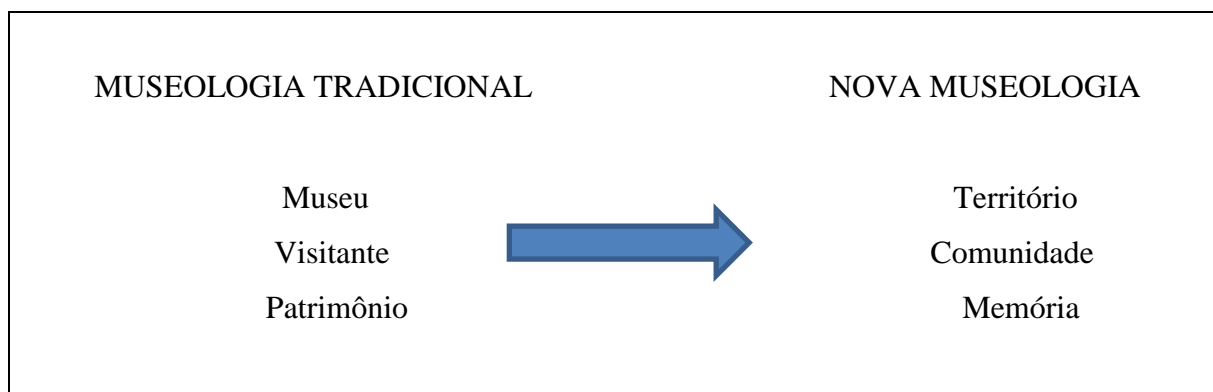 MUSEOLOGIA TRADICIONAL NOVA MUSEOLOGIA
Museu Território
Visitante Comunidade
Patrimônio Memória